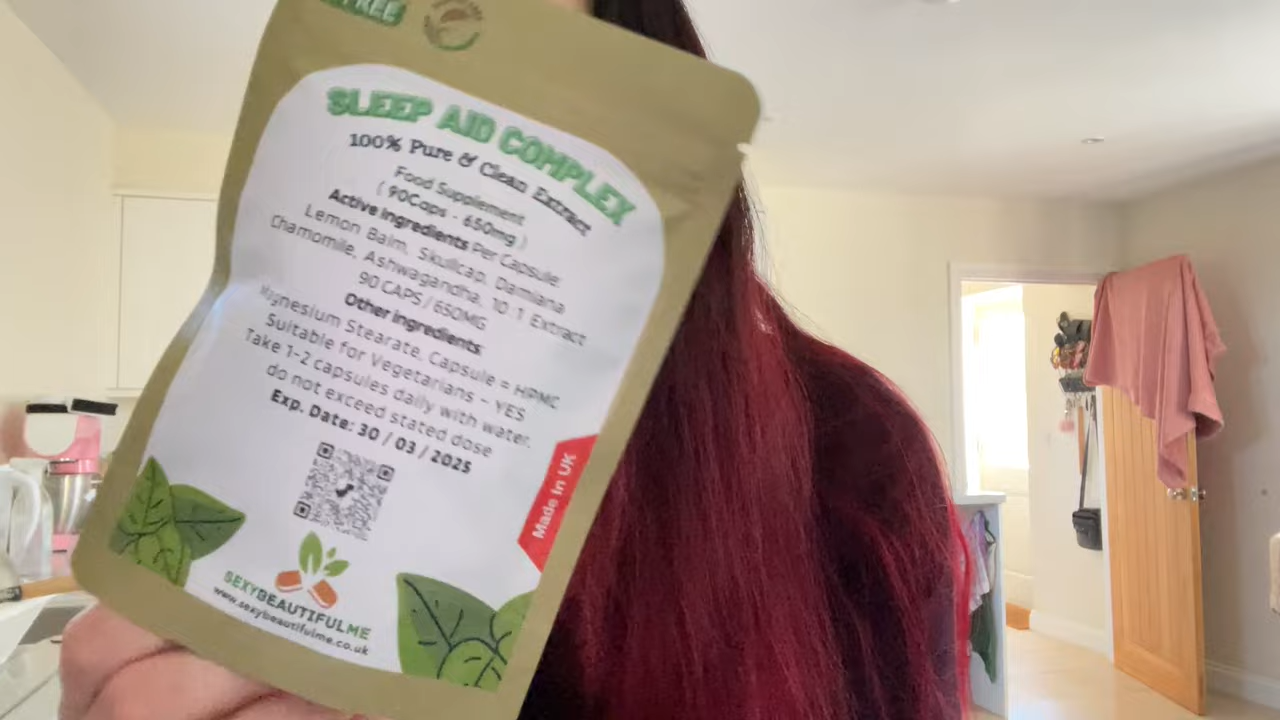 FREE
SLEEP AID COMPLEX
100% Pure & Clean Extract
Food Supplement
( 90Caps - 650mg )
Active Ingredients Per Capsule:
Lemon Balm, Skullcap, Damiana
Chamomile, Ashwagandha, 10:1 Extract
90 CAPS / 650MG
Other Ingredients:
Magnesium Stearate, Capsule = HPMC
Suitable for Vegetarians - YES
Take 1-2 capsules daily with water.
do not exceed stated dose
Exp. Date: 30 / 03 / 2025
Made in UK
SEXYBEAUTIFULME
www.sexybeautifulme.co.uk